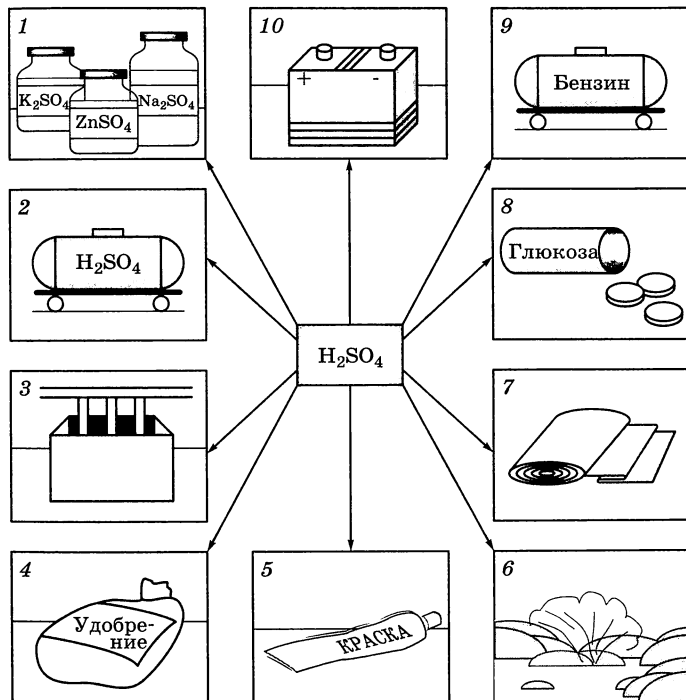 1
K₂SO₄
ZnSO₄
Na₂SO₄
10
+ -
9
Бензин
2
H₂SO₄
8
Глюкоза
H₂SO₄
3
7
4
Удобре-
ние
5
КРАСКА
6